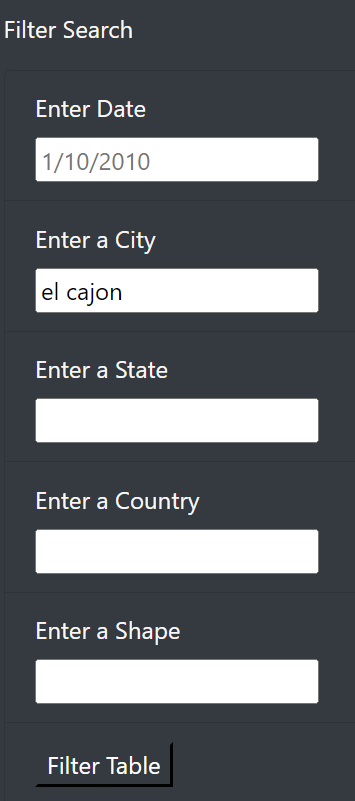 Filter Search
Enter Date
1/10/2010
Enter a City
el cajon
Enter a State
Enter a Country
Enter a Shape
Filter Table